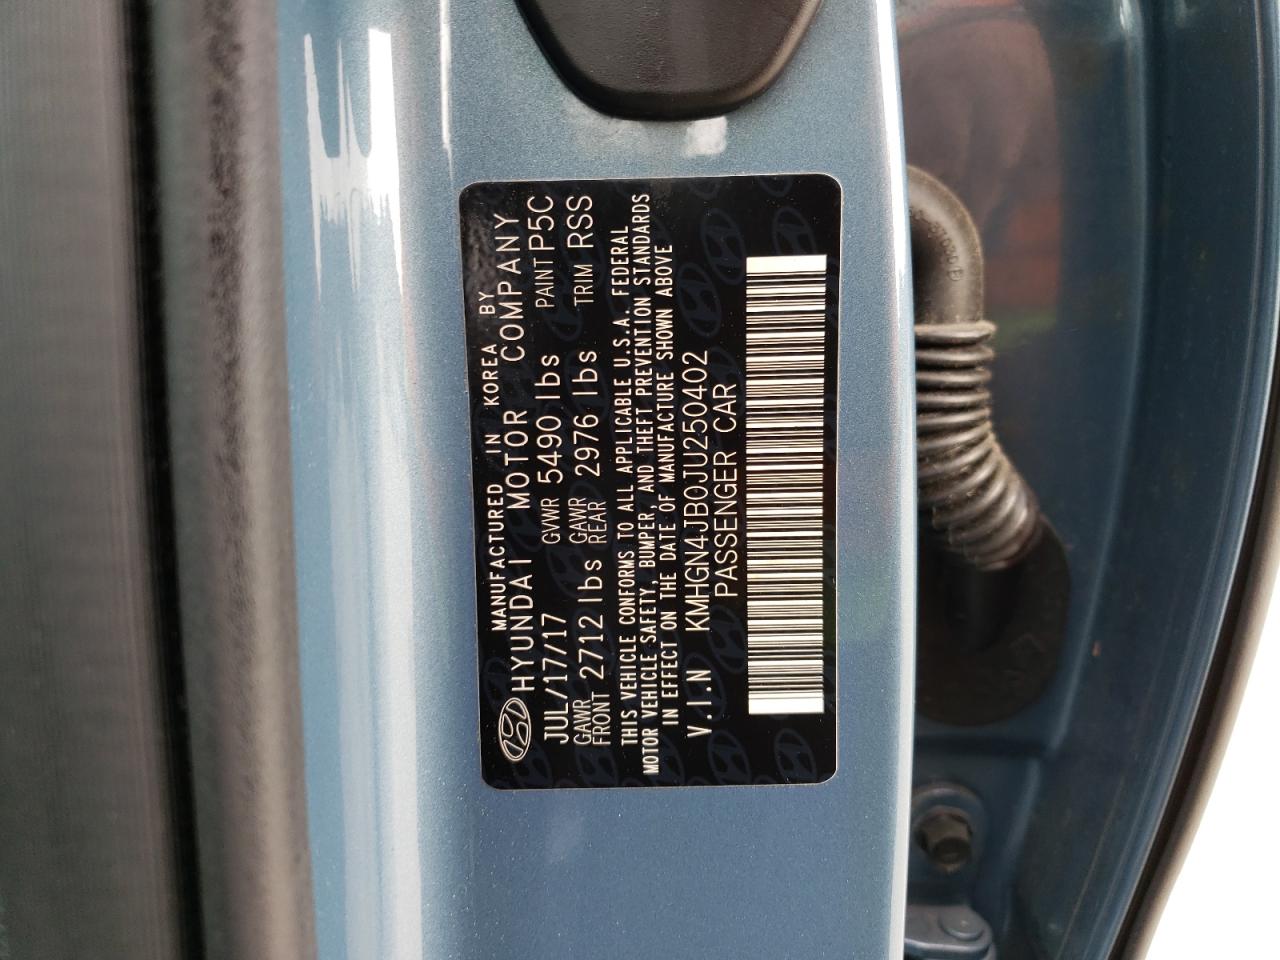 MANUFACTURED IN KOREA BY
HYUNDAI MOTOR COMPANY
JUL/17/17 GVWR 5490 lbs PAINT P5C
GAWR FRONT 2712 lbs GAWR REAR 2976 lbs TRIM RSS
THIS VEHICLE CONFORMS TO ALL APPLICABLE U.S.A. FEDERAL
MOTOR VEHICLE SAFETY, BUMPER, AND THEFT PREVENTION STANDARDS
IN EFFECT ON THE DATE OF MANUFACTURE SHOWN ABOVE
V.I.N KMHGN4JB0JU250402
PASSENGER CAR